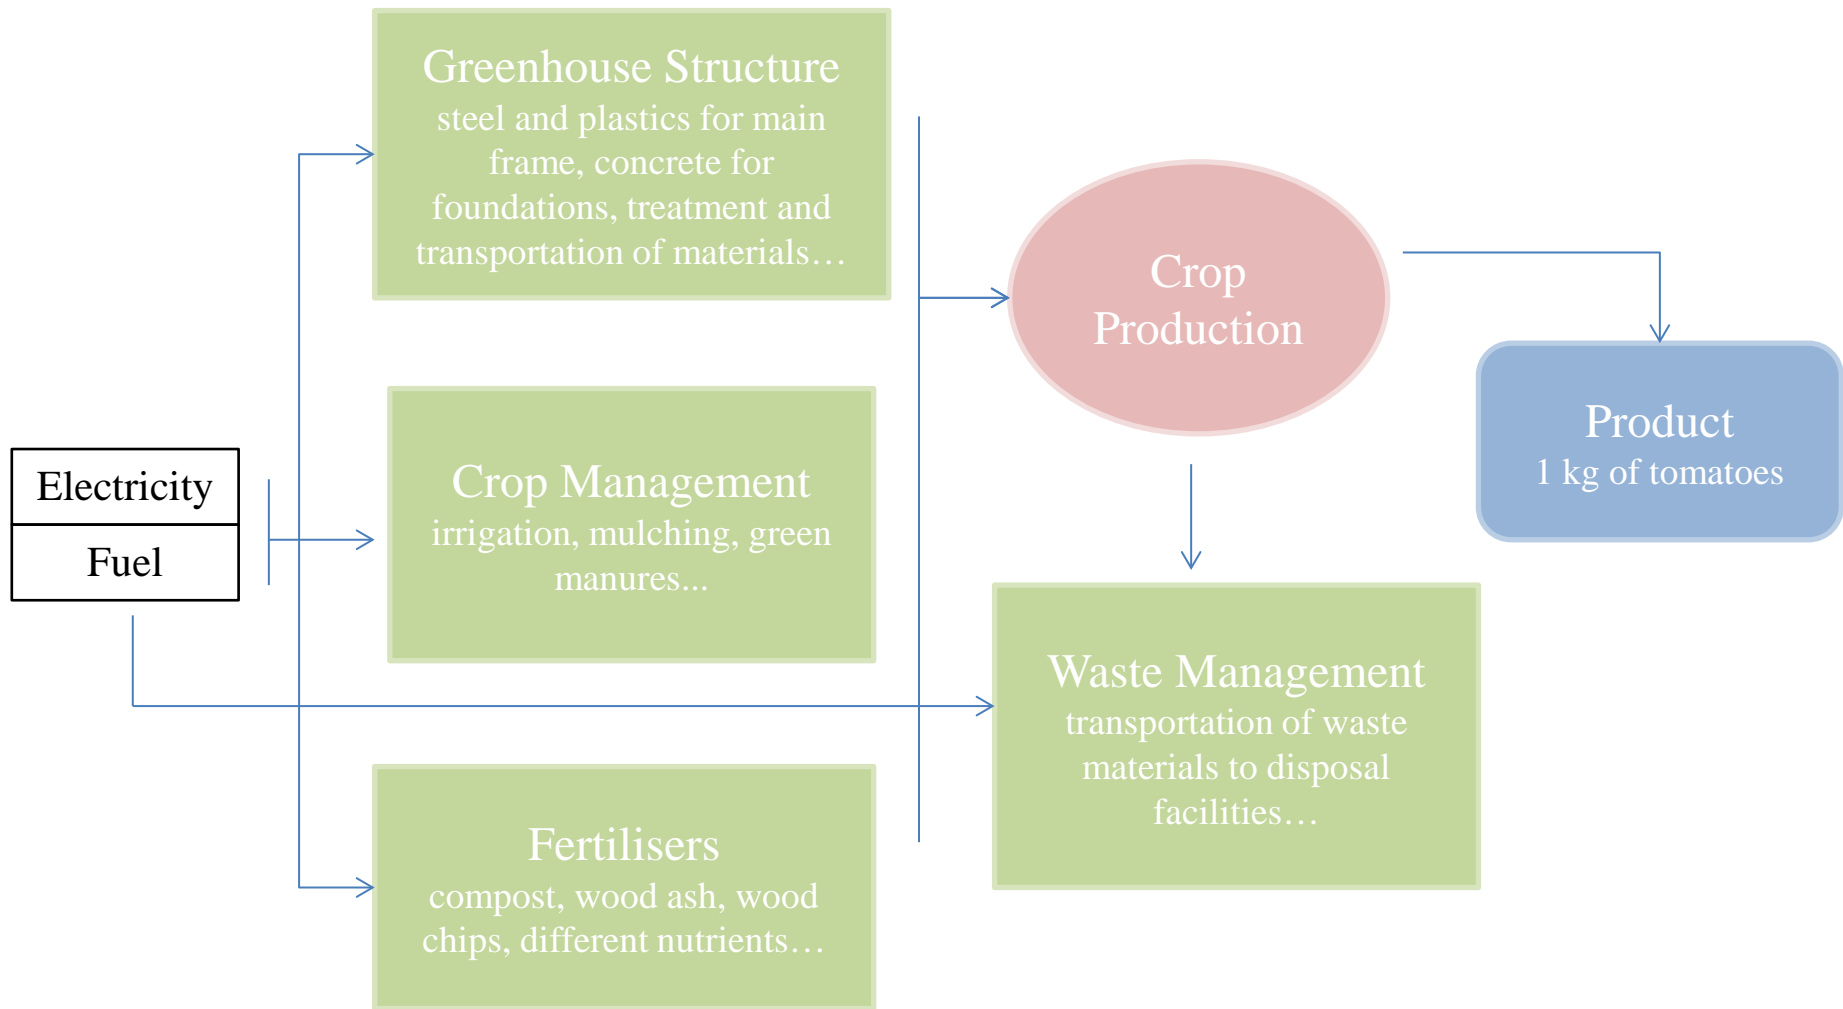 Greenhouse Structure
steel and plastics for main
frame, concrete for
foundations, treatment and
transportation of materials…
Crop
Production
Product
1 kg of tomatoes
Electricity
Fuel
Crop Management
irrigation, mulching, green
manures...
Waste Management
transportation of waste
materials to disposal
facilities…
Fertilisers
compost, wood ash, wood
chips, different nutrients…